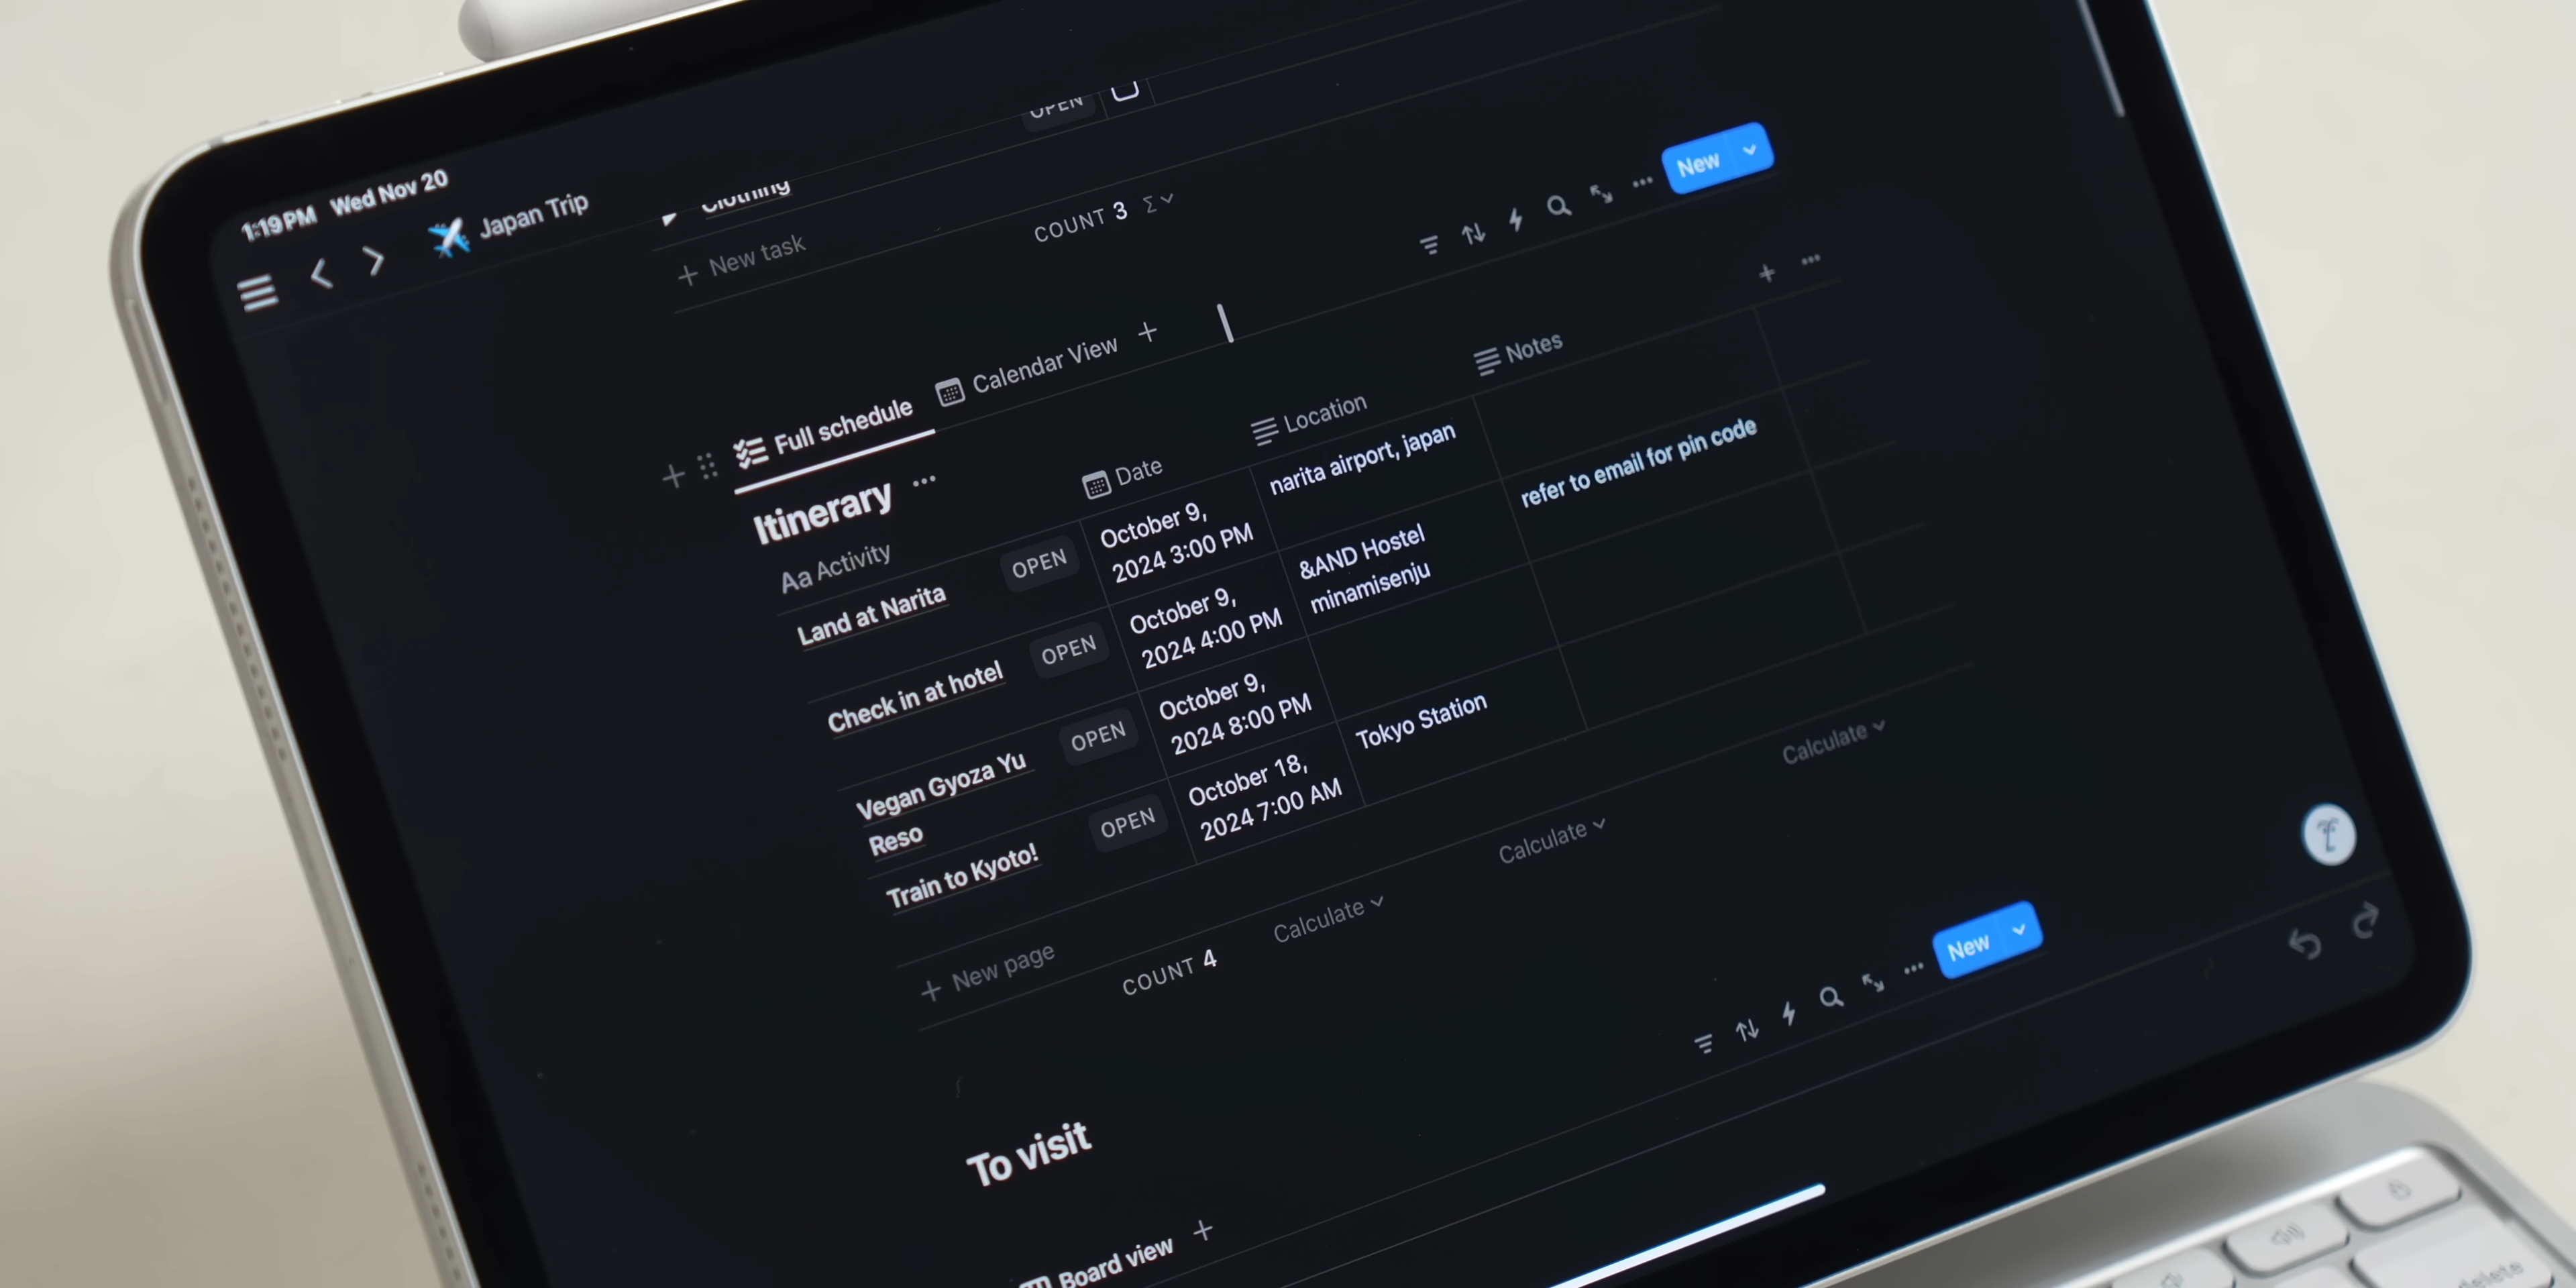 1:19 PM Wed Nov 20
Japan Trip
Clothing
OPEN
New task
COUNT 3
New
Full schedule
Calendar View
Itinerary
Aa Activity
Date
Location
Notes
Land at Narita
OPEN
October 9,
2024 3:00 PM
narita airport, japan
Check in at hotel
OPEN
October 9,
2024 4:00 PM
&AND Hostel
minamisenju
refer to email for pin code
Vegan Gyoza Yu
Reso
OPEN
October 9,
2024 8:00 PM
Train to Kyoto!
OPEN
October 18,
2024 7:00 AM
Tokyo Station
New page
COUNT 4
Calculate
Calculate
Calculate
New
To visit
Board view